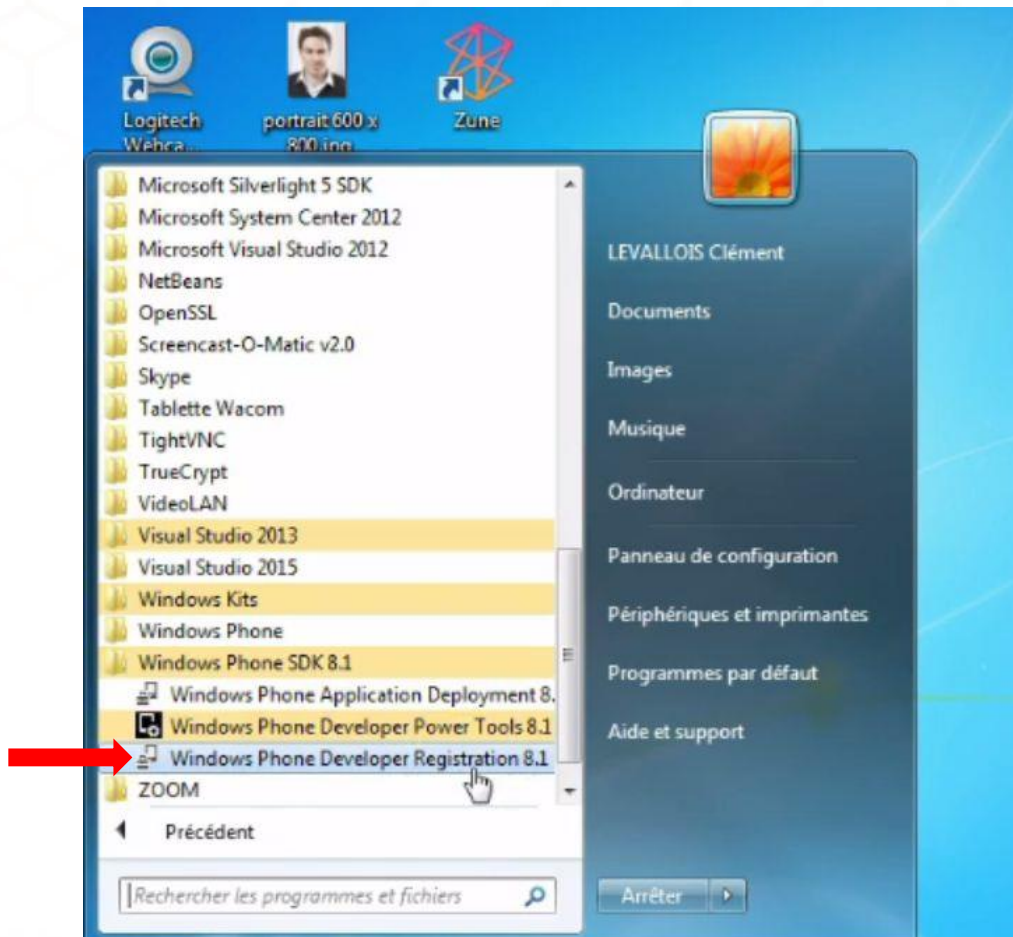 Logitech
Webca...
portrait 600 x
800.jpg
Zune
Microsoft Silverlight 5 SDK
Microsoft System Center 2012
Microsoft Visual Studio 2012
NetBeans
OpenSSL
Screencast-O-Matic v2.0
Skype
Tablette Wacom
TightVNC
TrueCrypt
VideoLAN
Visual Studio 2013
Visual Studio 2015
Windows Kits
Windows Phone
Windows Phone SDK 8.1
Windows Phone Application Deployment 8.
Windows Phone Developer Power Tools 8.1
Windows Phone Developer Registration 8.1
ZOOM
Précédent
Rechercher les programmes et fichiers
LEVALLOIS Clément
Documents
Images
Musique
Ordinateur
Panneau de configuration
Périphériques et imprimantes
Programmes par défaut
Aide et support
Arrêter